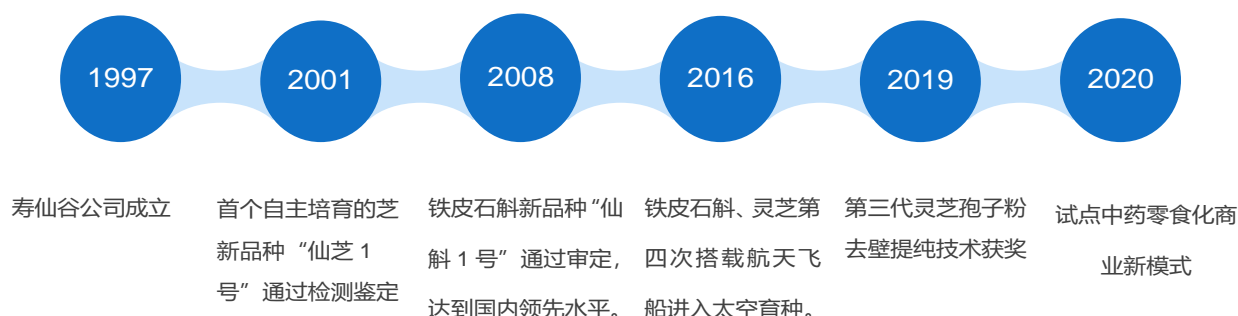 1997
2001
2008
2016
2019
2020
寿仙谷公司成立
首个自主培育的芝
新品种“仙芝 1
号”通过检测鉴定
铁皮石斛新品种“仙
斛 1 号”通过审定，
达到国内领先水平。
铁皮石斛、灵芝第
四次搭载航天飞
船进入太空育种。
第三代灵芝孢子粉
去壁提纯技术获奖
试点中药零食化商
业新模式